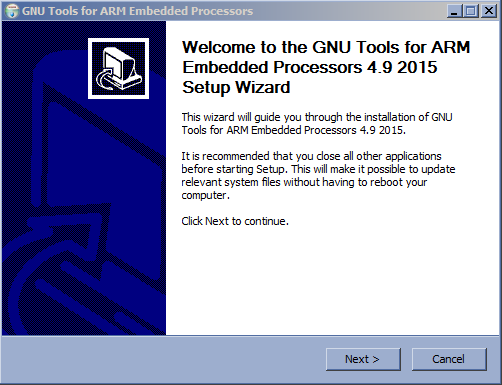 GNU Tools for ARM Embedded Processors
Welcome to the GNU Tools for ARM
Embedded Processors 4.9 2015
Setup Wizard
This wizard will guide you through the installation of GNU
Tools for ARM Embedded Processors 4.9 2015.
It is recommended that you close all other applications
before starting Setup. This will make it possible to update
relevant system files without having to reboot your
computer.
Click Next to continue.
Next >
Cancel